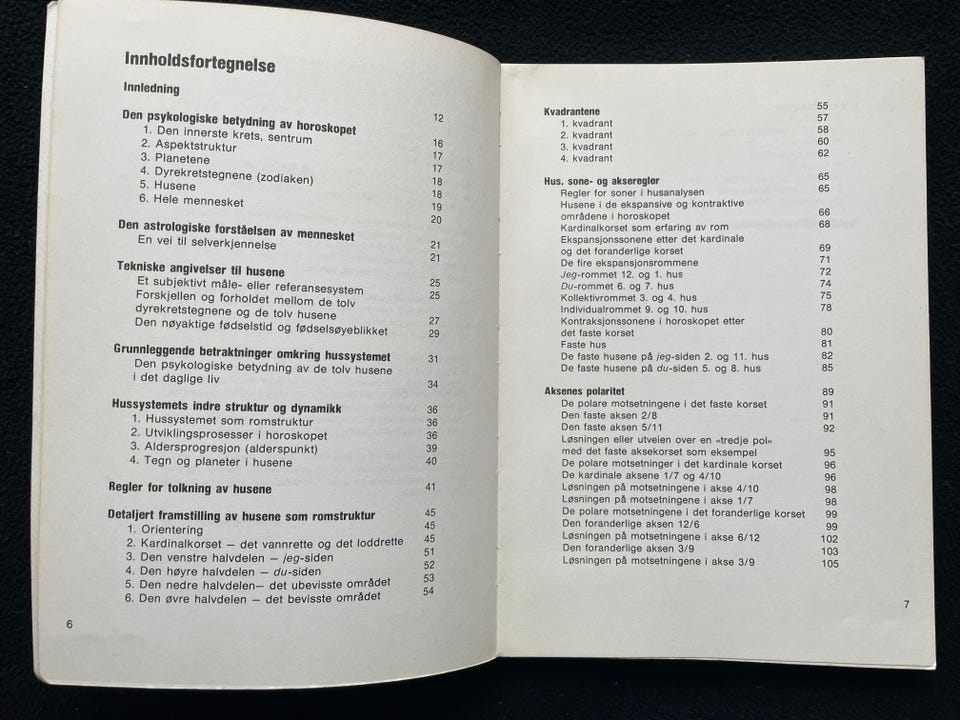 Innholdsfortegnelse
Innledning 12
Den psykologiske betydning av horoskopet 16
1. Den innerste krets, sentrum 17
2. Aspektstruktur 17
3. Planetene 18
4. Dyrekretstegnene (zodiaken) 18
5. Husene 19
6. Hele mennesket 20
Den astrologiske forståelsen av mennesket 21
En vei til selverkjennelse 21
Tekniske angivelser til husene 25
Et subjektivt måle- eller referansesystem 25
Forskjellen og forholdet mellom de tolv
dyrekretstegnene og de tolv husene 27
Den nøyaktige fødselstid og fødselsøyeblikket 29
Grunnleggende betraktninger omkring hussystemet 31
Den psykologiske betydning av de tolv husene
i det daglige liv 34
Hussystemets indre struktur og dynamikk 36
1. Hussystemet som romstruktur 36
2. Utviklingsprosesser i horoskopet 36
3. Aldersprogresjon (alderspunkt) 39
4. Tegn og planeter i husene 40
Regler for tolkning av husene 41
Detaljert framstilling av husene som romstruktur 45
1. Orientering 45
2. Kardinalkorset – det vannrette og det loddrette 45
3. Den venstre halvdelen – jeg-siden 51
4. Den høyre halvdelen – du-siden 52
5. Den nedre halvdelen– det ubevisste området 53
6. Den øvre halvdelen – det bevisste området 54
6
Kvadrantene 55
1. kvadrant 57
2. kvadrant 58
3. kvadrant 60
4. kvadrant 62
Hus, sone- og akseregler 65
Regler for soner i husanalysen 65
Husene i de ekspansive og kontraktive
områdene i horoskopet 66
Kardinalkorset som erfaring av rom 68
Ekspansjonssonene etter det kardinale
og det foranderlige korset 69
De fire ekspansjonsrommene 71
Jeg-rommet 12. og 1. hus 72
Du-rommet 6. og 7. hus 74
Kollektivrommet 3. og 4. hus 75
Individualrommet 9. og 10. hus 78
Kontraksjonssonene i horoskopet etter
det faste korset 80
Faste hus 81
De faste husene på jeg-siden 2. og 11. hus 82
De faste husene på du-siden 5. og 8. hus 85
Aksenes polaritet 89
De polare motsetningene i det faste korset 91
Den faste aksen 2/8 91
Den faste aksen 5/11 92
Løsningen eller utveien over en «tredje pol»
med det faste aksekorset som eksempel 95
De polare motsetninger i det kardinale korset 96
De kardinale aksene 1/7 og 4/10 96
Løsningen på motsetningene i akse 4/10 98
Løsningen på motsetningene i akse 1/7 98
De polare motsetningene i det foranderlige korset 99
Den foranderlige aksen 12/6 99
Løsningen på motsetningene i akse 6/12 102
Den foranderlige aksen 3/9 103
Løsningen på motsetningene i akse 3/9 105
7